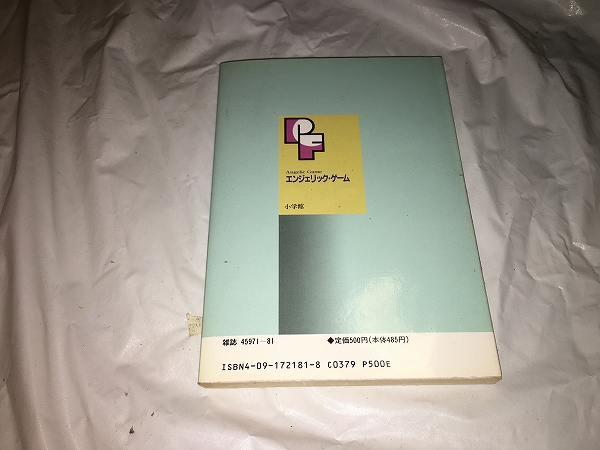 PF
Angelic Game
エンジェリック・ゲーム
小学館
雑誌 45971-81
◆定価500円(本体485円)
ISBN4-09-172181-8 C0379 P500E